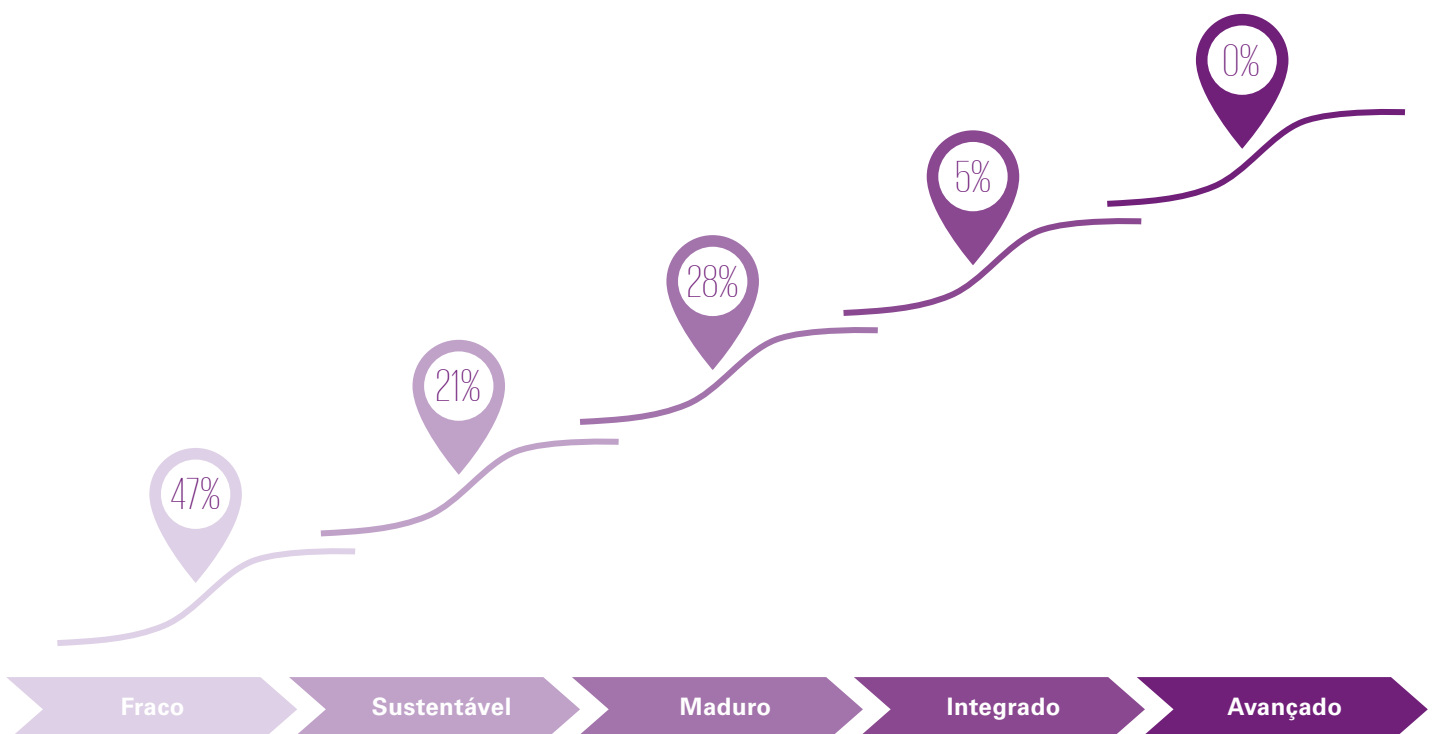 0%
5%
28%
21%
47%
Fraco
Sustentável
Maduro
Integrado
Avançado